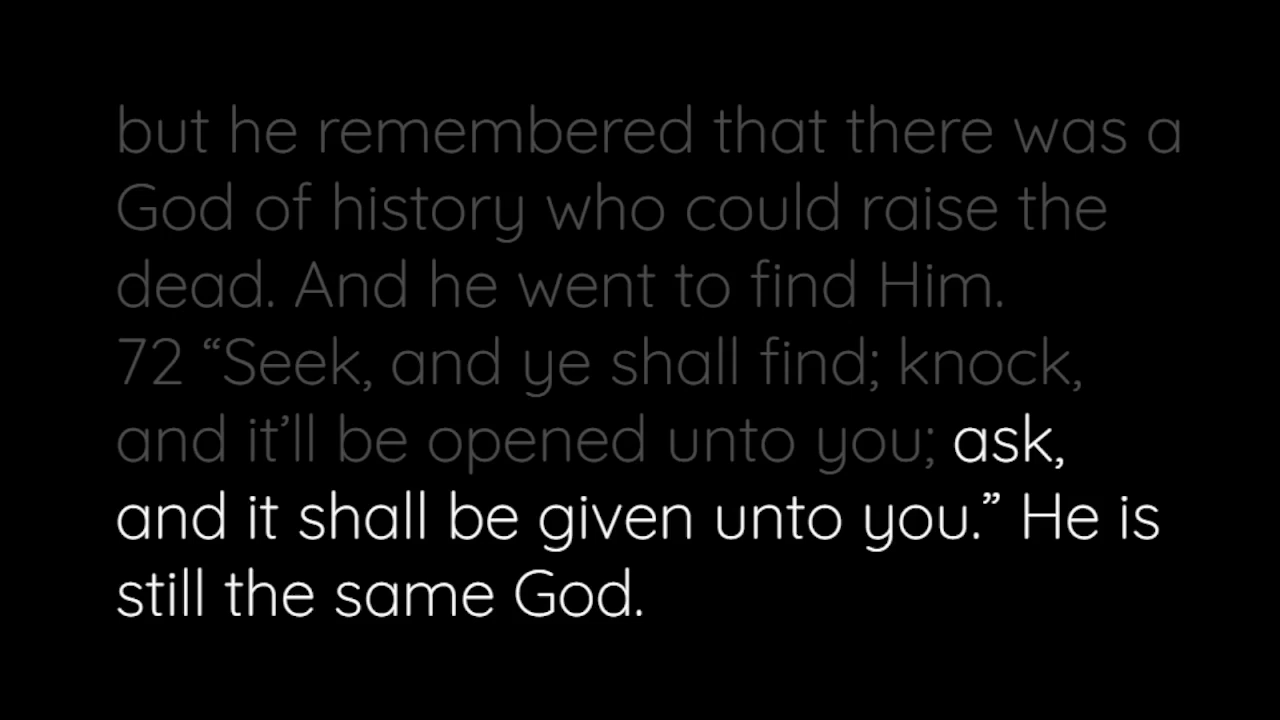 but he remembered that there was a
God of history who could raise the
dead. And he went to find Him.
72 “Seek, and ye shall find; knock,
and it’ll be opened unto you; ask,
and it shall be given unto you.” He is
still the same God.